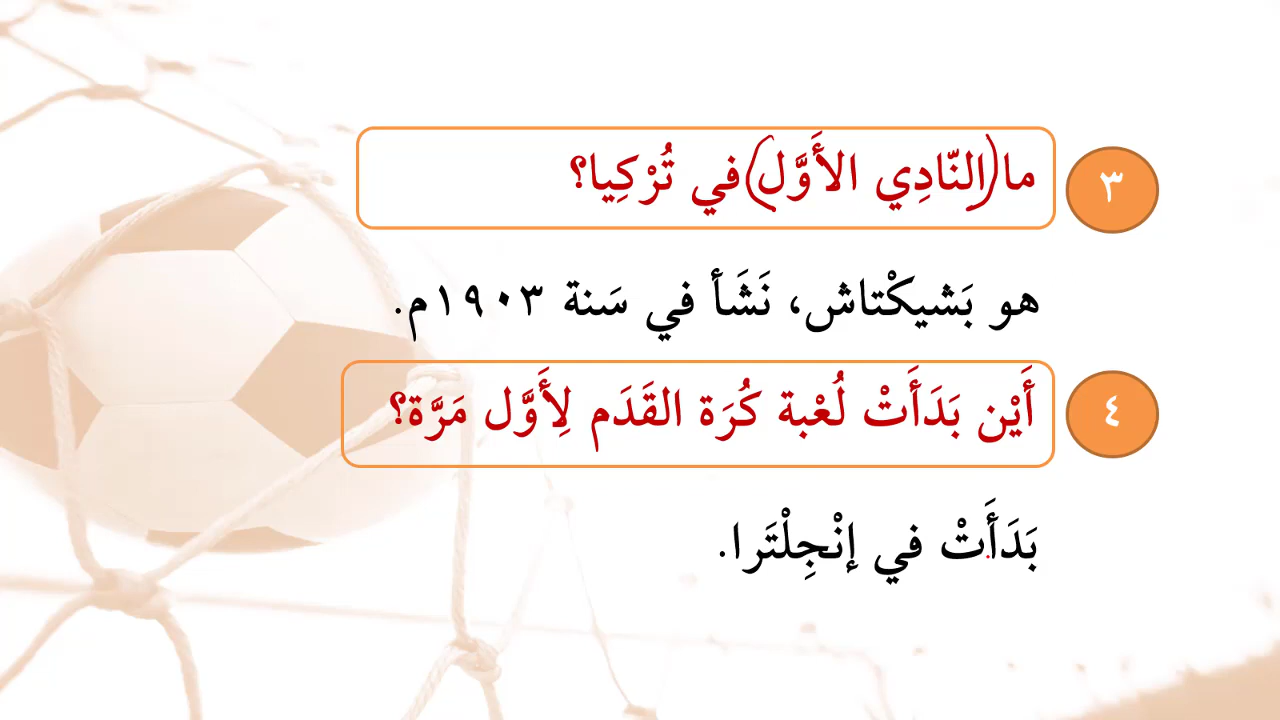 ٣
ما (النّادِي الأَوَّل) في تُرْكِيا؟
هو بَشيكْتاش، نَشَأ في سَنة ١٩٠٣م.
٤
أَيْن بَدَأَتْ لُعْبة كُرَة القَدَم لِأَوَّل مَرَّة؟
بَدَأَتْ في إنْجِلْتَرا.